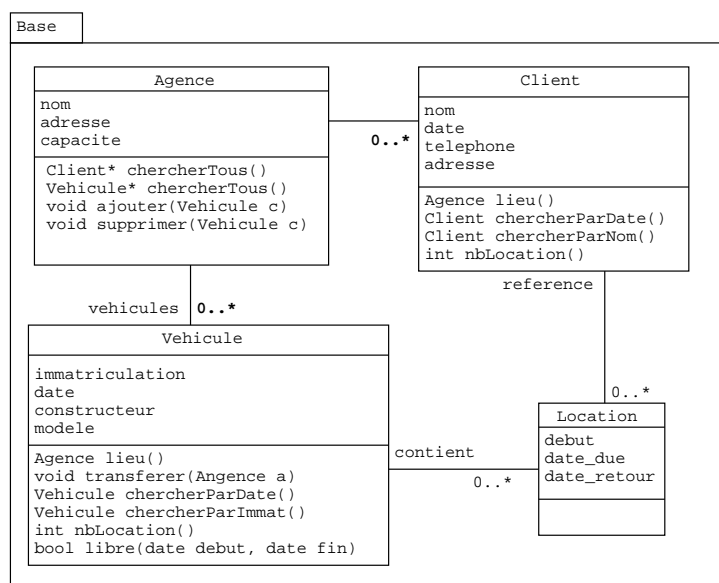 Base
Agence
nom
adresse
capacite
Client* chercherTous()
Vehicule* chercherTous()
void ajouter(Vehicule c)
void supprimer(Vehicule c)
0..*
Client
nom
date
telephone
adresse
Agence lieu()
Client chercherParDate()
Client chercherParNom()
int nbLocation()
reference
vehicules 0..*
Vehicule
immatriculation
date
constructeur
modele
Agence lieu()
void transferer(Angence a)
Vehicule chercherParDate()
Vehicule chercherParImmat()
int nbLocation()
bool libre(date debut, date fin)
contient
0..*
0..*
Location
debut
date_due
date_retour